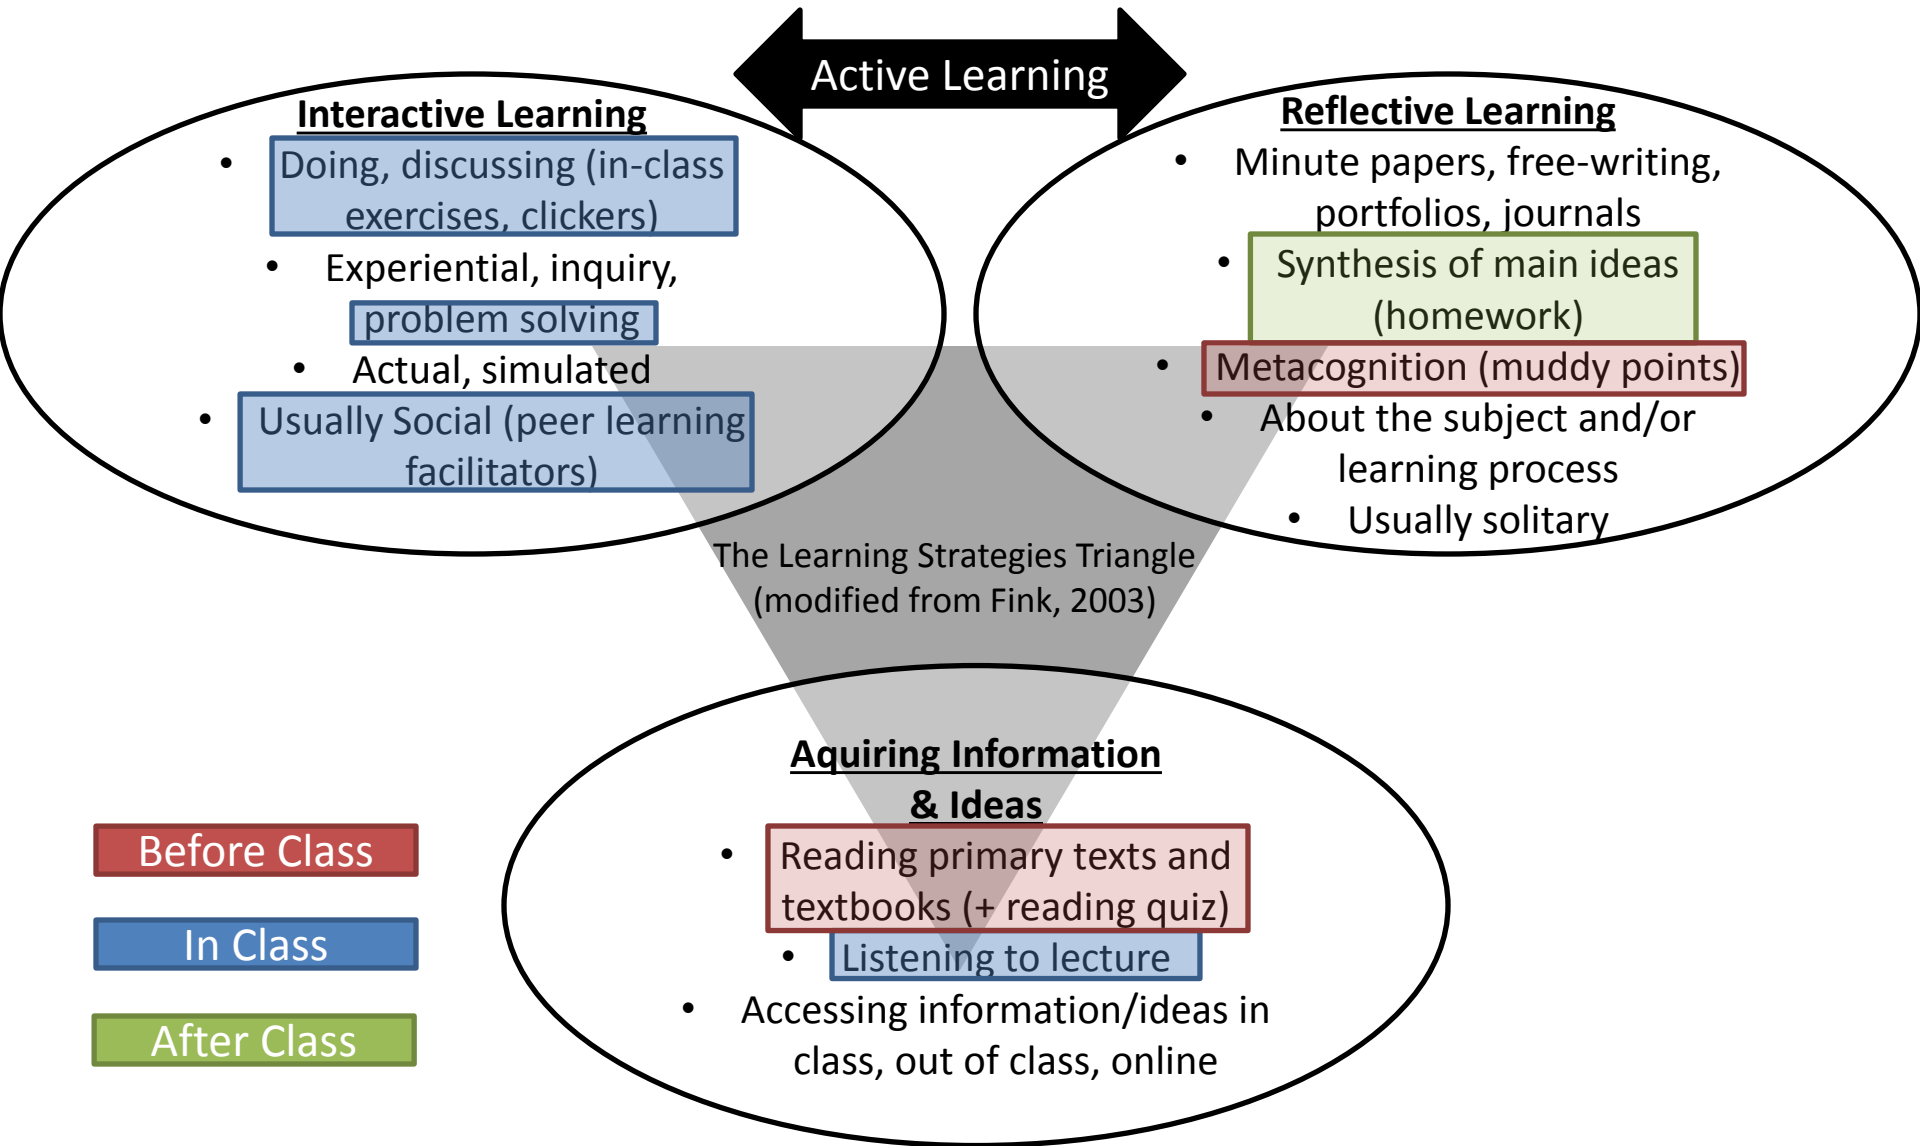 Active Learning
Interactive Learning
• Doing, discussing (in-class
exercises, clickers)
• Experiential, inquiry,
problem solving
• Actual, simulated
• Usually Social (peer learning
facilitators)
Reflective Learning
• Minute papers, free-writing,
portfolios, journals
• Synthesis of main ideas
(homework)
• Metacognition (muddy points)
• About the subject and/or
learning process
• Usually solitary
The Learning Strategies Triangle
(modified from Fink, 2003)
Aquiring Information
& Ideas
• Reading primary texts and
textbooks (+ reading quiz)
• Listening to lecture
• Accessing information/ideas in
class, out of class, online
Before Class
In Class
After Class